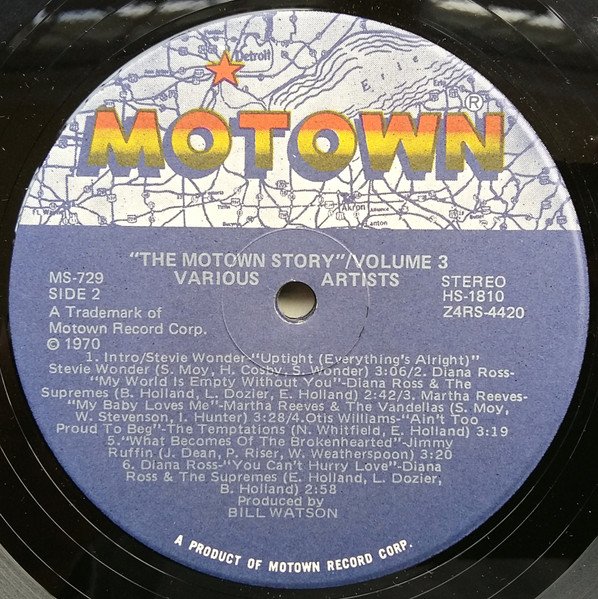 Detroit
Erie
MOTOWN®
Akron
"THE MOTOWN STORY"/VOLUME 3
VARIOUS ARTISTS
MS-729
SIDE 2
STEREO
HS-1810
Z4RS-4420
A Trademark of
Motown Record Corp.
© 1970
1. Intro/Stevie Wonder-"Uptight (Everything's Alright)"
Stevie Wonder (S. Moy, H. Cosby, S. Wonder) 3:06/2. Diana Ross-
"My World Is Empty Without You"-Diana Ross & The
Supremes (B. Holland, L. Dozier, E. Holland) 2:42/3. Martha Reeves-
"My Baby Loves Me"-Martha Reeves & The Vandellas (S. Moy,
W. Stevenson, I. Hunter) 3:28/4.Otis Williams-"Ain't Too
Proud To Beg"-The Temptations (N. Whitfield, E. Holland) 3:19
5."What Becomes Of The Brokenhearted"-Jimmy
Ruffin (J. Dean, P. Riser, W. Weatherspoon) 3:20
6. Diana Ross-"You Can't Hurry Love"-Diana
Ross & The Supremes (E. Holland, L. Dozier,
B. Holland) 2:58
Produced by
BILL WATSON
A PRODUCT OF MOTOWN RECORD CORP.